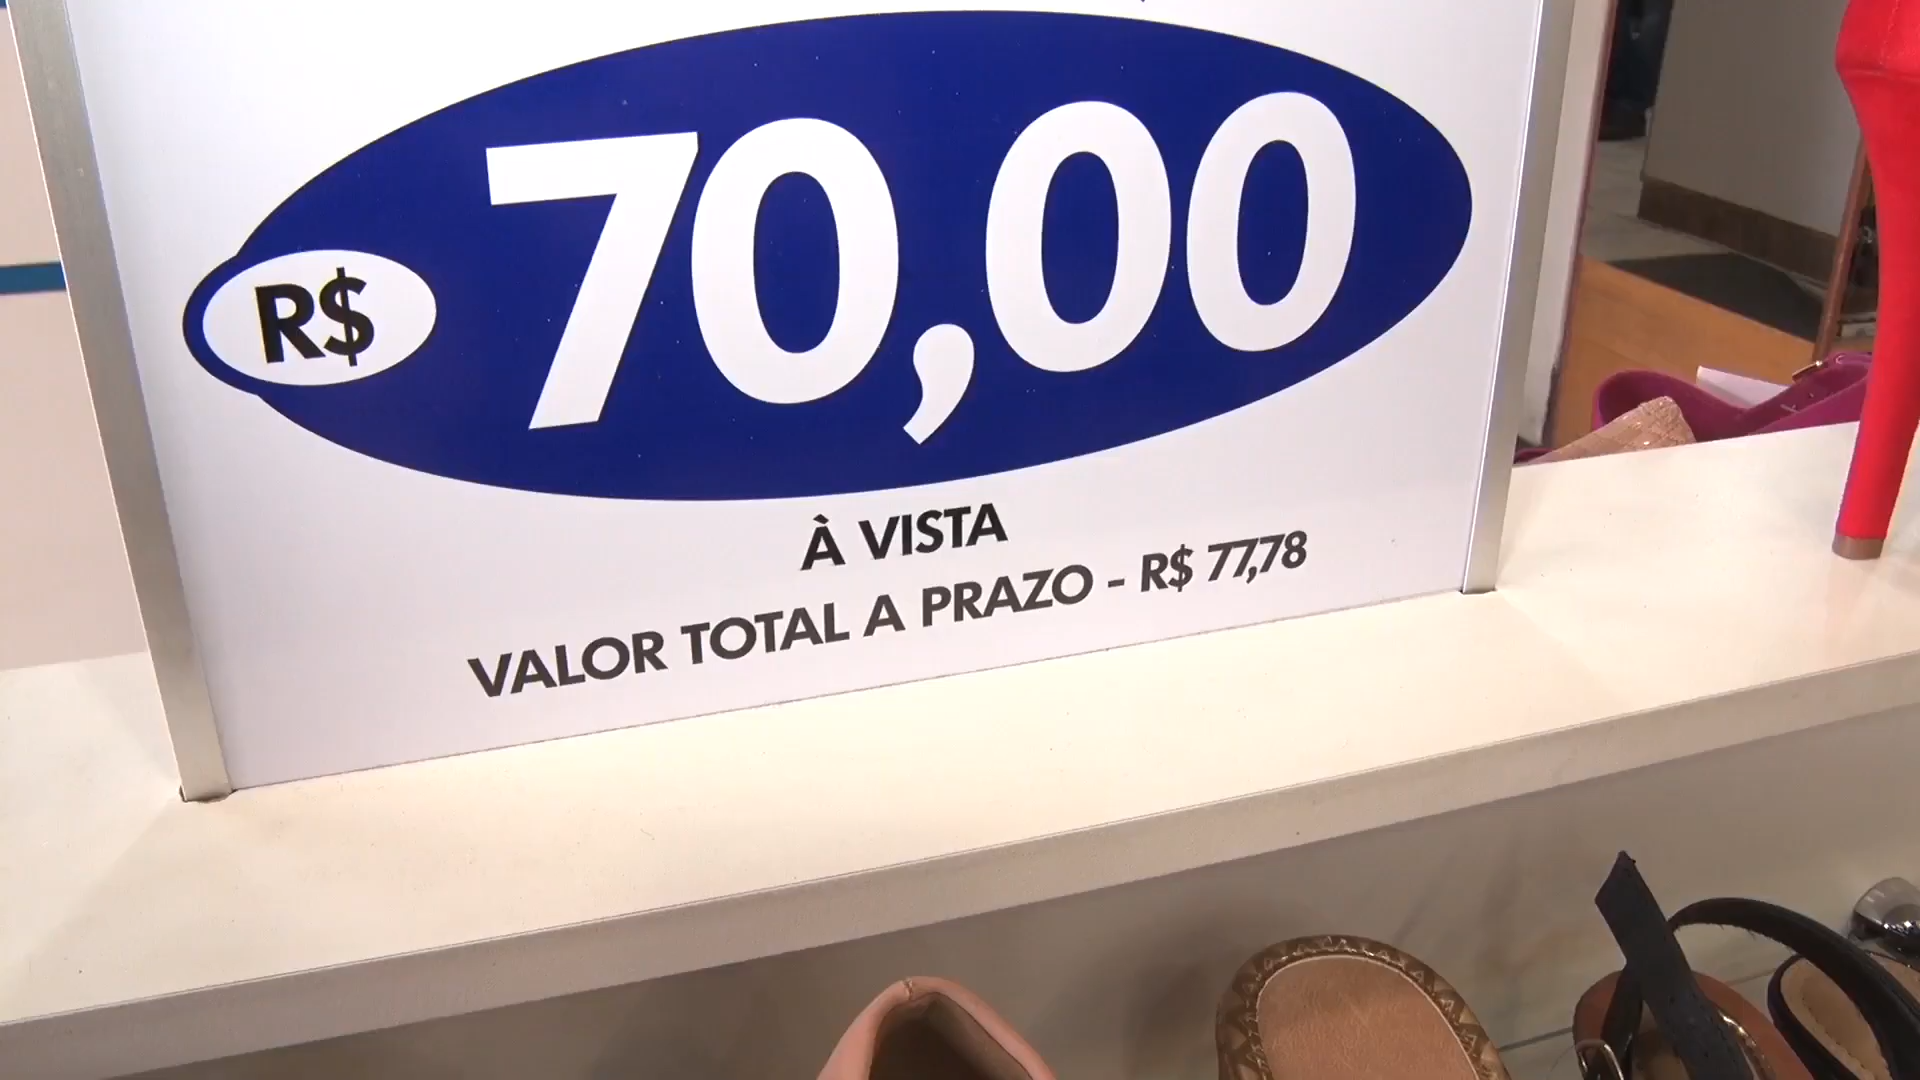 R$ 70,00
À VISTA
VALOR TOTAL A PRAZO - R$ 77,78